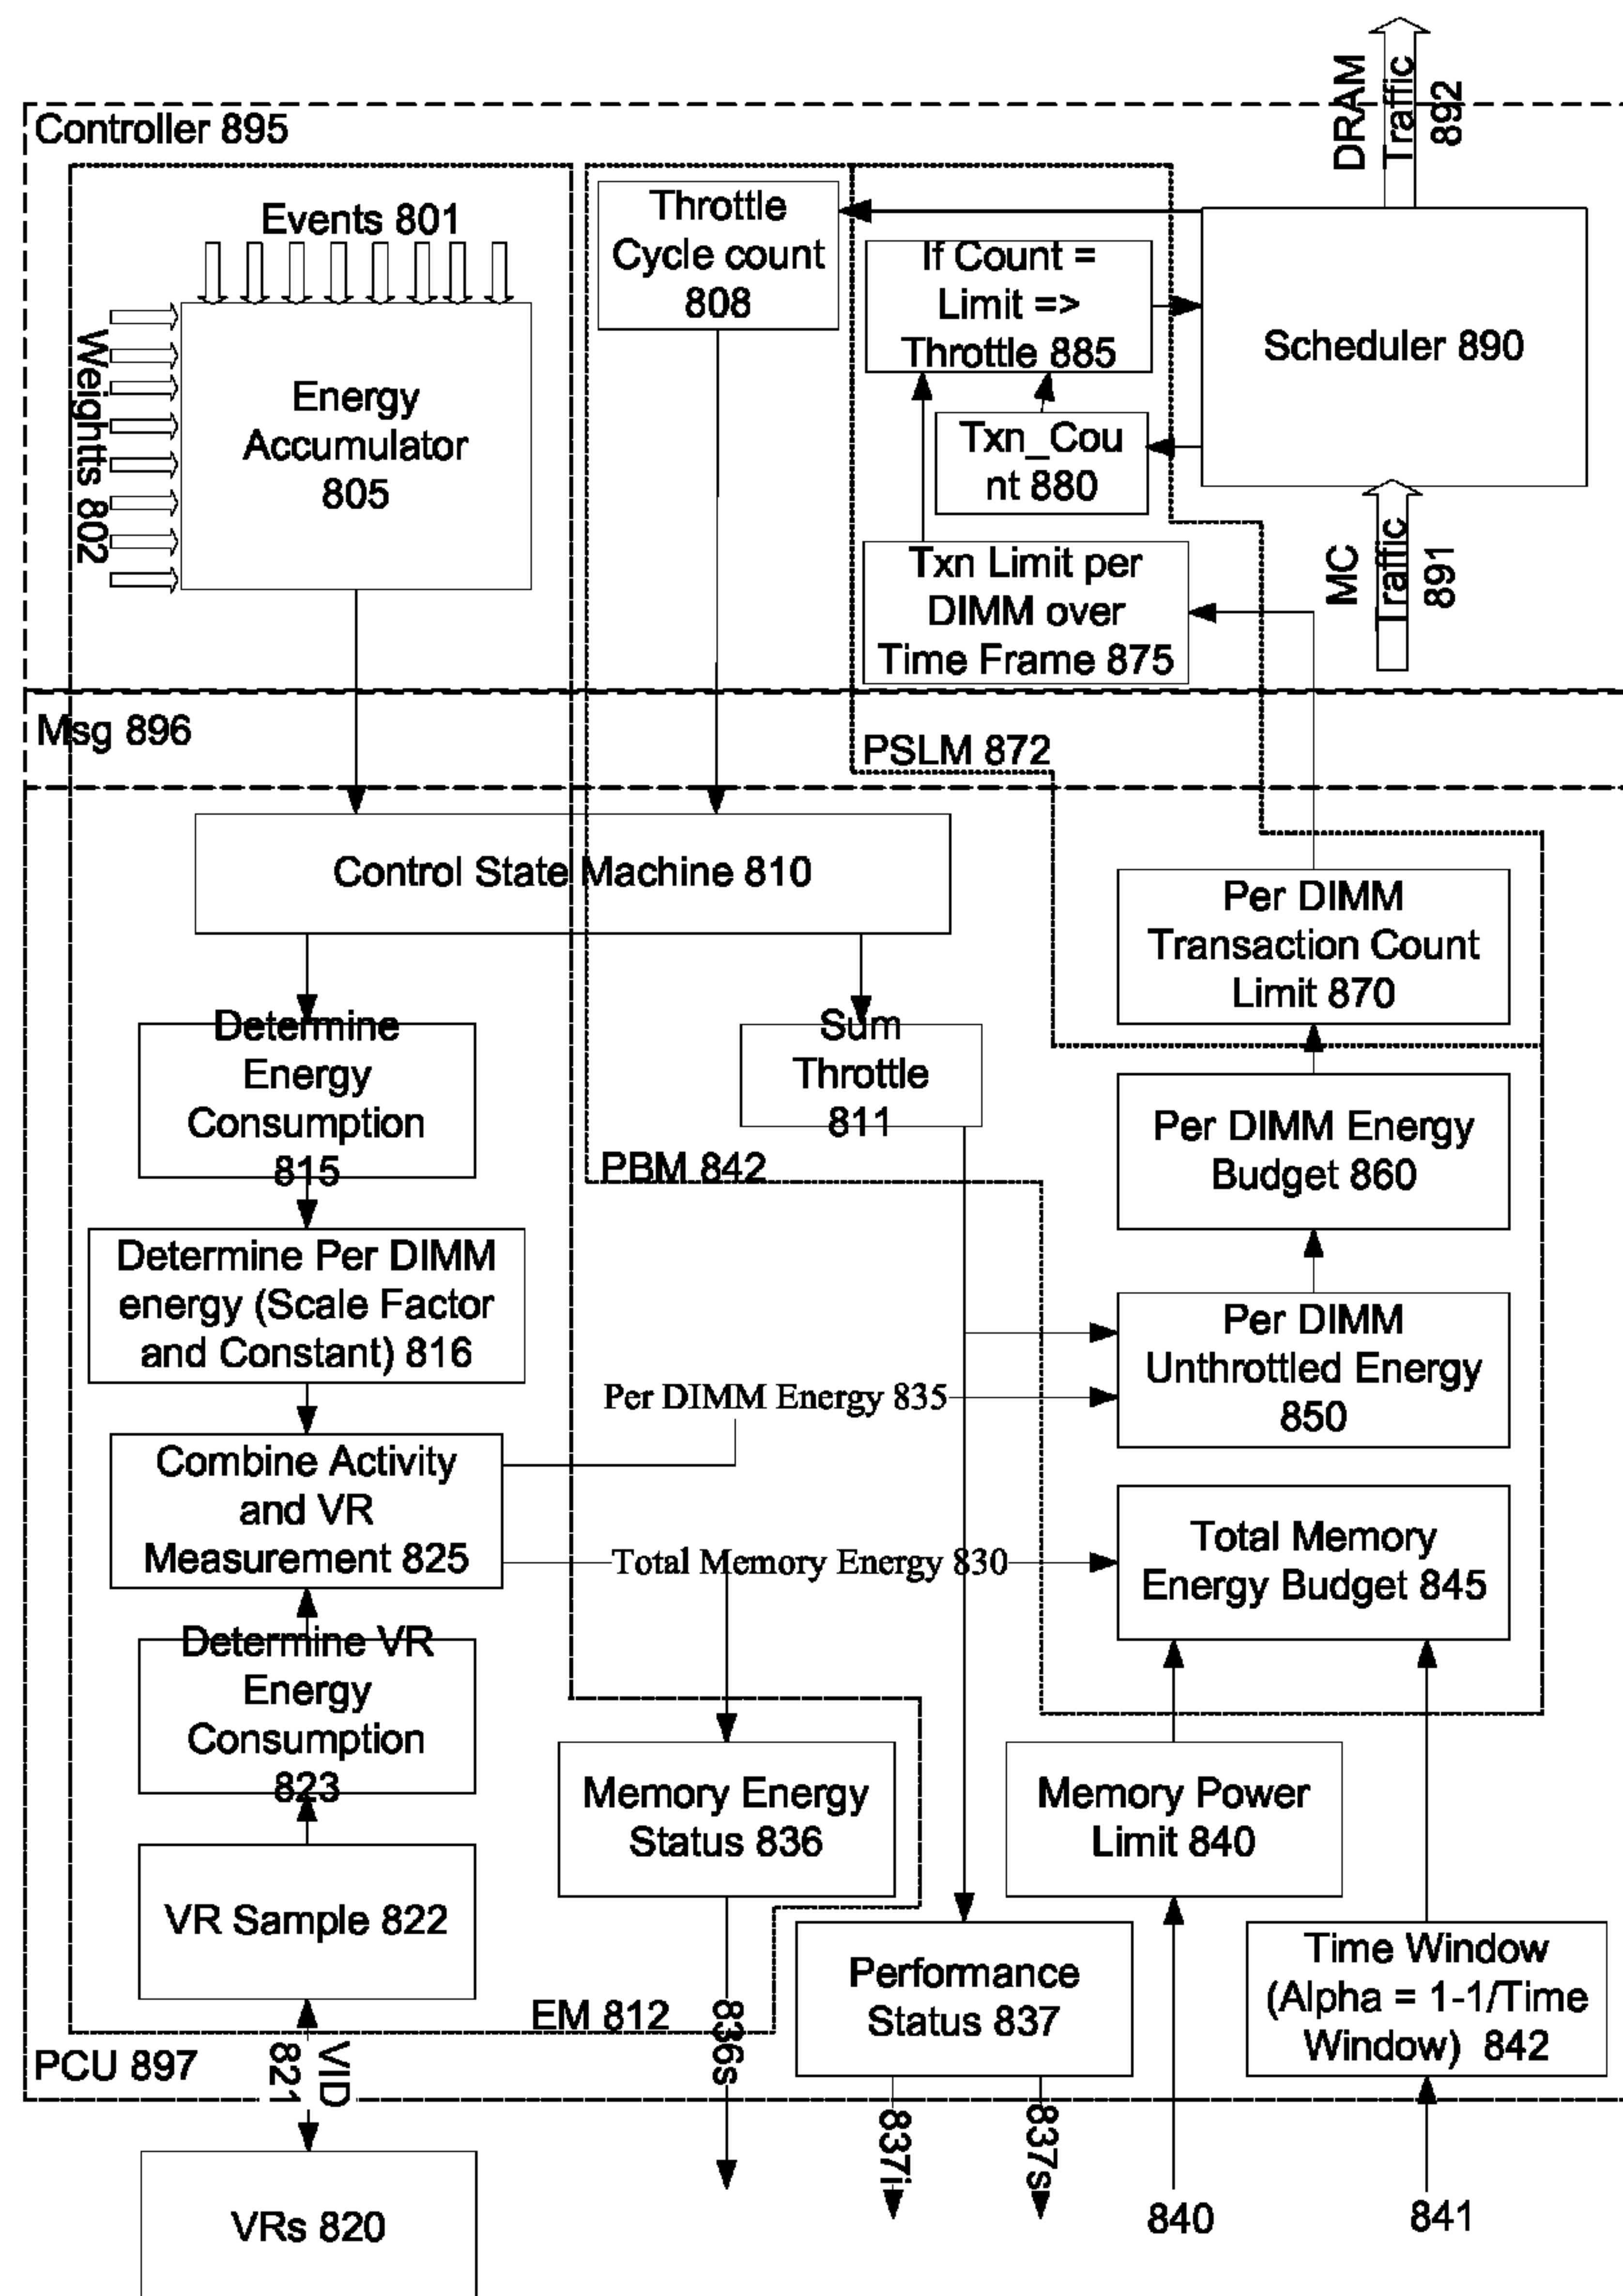 DRAM
Traffic
892
Controller 895
Events 801
Weightts 802
Energy
Accumulator
805
Throttle
Cycle count
808
If Count =
Limit =>
Throttle 885
Txn_Cou
nt 880
Scheduler 890
Txn Limit per
DIMM over
Time Frame 875
MC
Traffic
891
Msg 896
PSLM 872
Control State Machine 810
Per DIMM
Transaction Count
Limit 870
Determine
Energy
Consumption
815
Sum
Throttle
811
PBM 842
Per DIMM Energy
Budget 860
Determine Per DIMM
energy (Scale Factor
and Constant) 816
Per DIMM
Unthrottled Energy
850
Per DIMM Energy 835
Combine Activity
and VR
Measurement 825
Total Memory Energy 830
Total Memory
Energy Budget 845
Determine VR
Energy
Consumption
823
Memory Energy
Status 836
Memory Power
Limit 840
VR Sample 822
Performance
Status 837
Time Window
(Alpha = 1-1/Time
Window) 842
EM 812
PCU 897
VID
821
836s
837i
837s
840
841
VRs 820